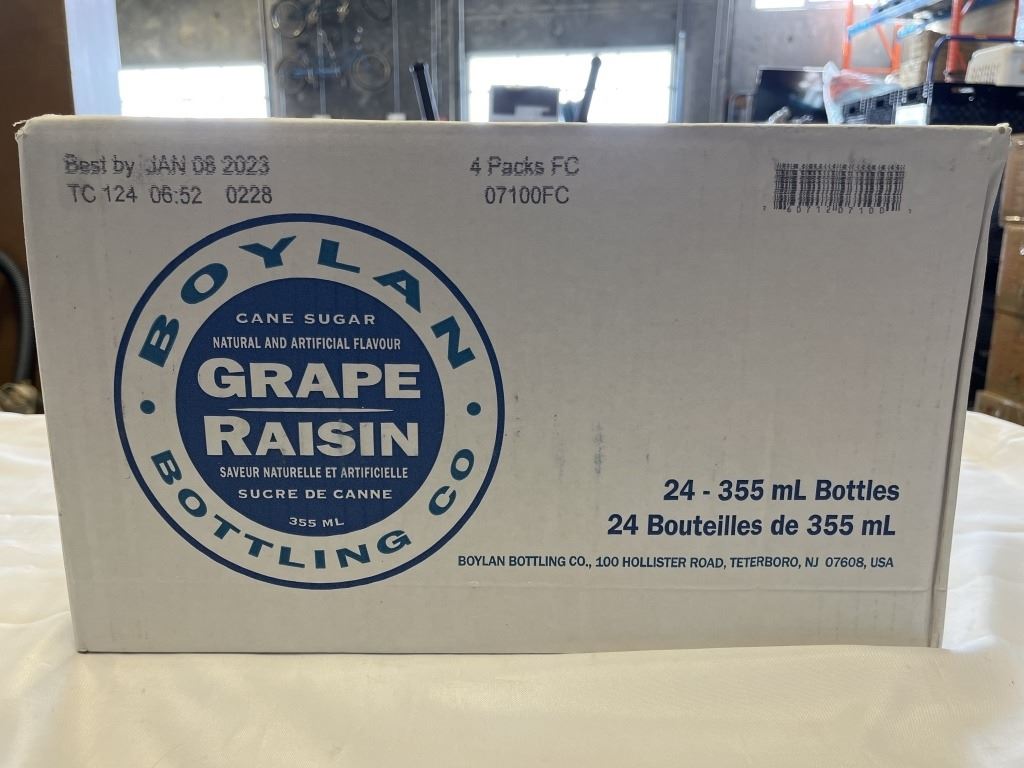 Best by JAN 08 2023
TC 124 06:52 0228
4 Packs FC
07100FC
BOYLAN
CANE SUGAR
NATURAL AND ARTIFICIAL FLAVOUR
GRAPE
RAISIN
SAVEUR NATURELLE ET ARTIFICIELLE
SUCRE DE CANNE
355 ML
BOTTLING CO
24 - 355 mL Bottles
24 Bouteilles de 355 mL
BOYLAN BOTTLING CO., 100 HOLLISTER ROAD, TETERBORO, NJ 07608, USA